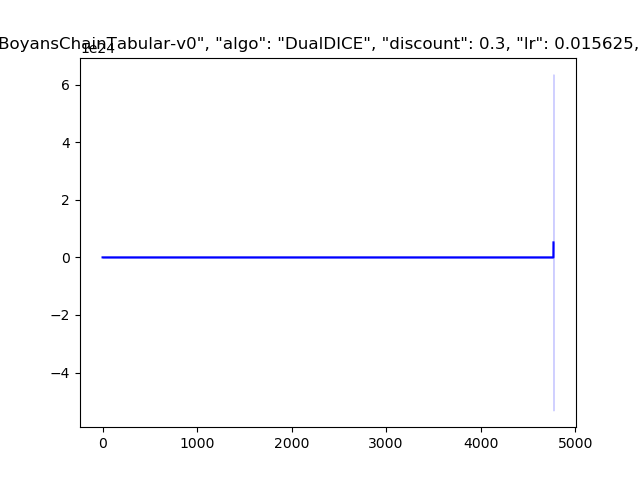 BoyansChainTabular-v0", "algo": "DualDICE", "discount": 0.3, "lr": 0.015625,
1e24
6
4
2
0
−2
−4
0 1000 2000 3000 4000 5000